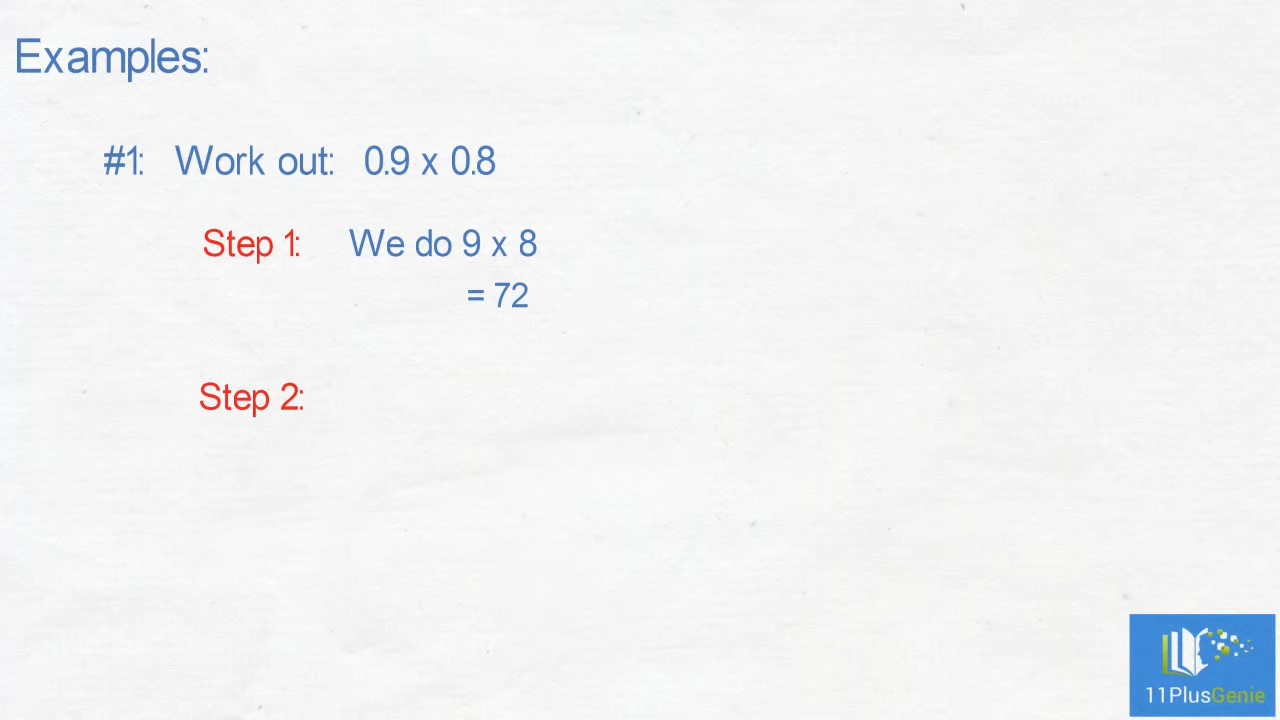 Examples:
#1: Work out: 0.9 x 0.8
Step 1: We do 9 x 8
= 72
Step 2:
11PlusGenie